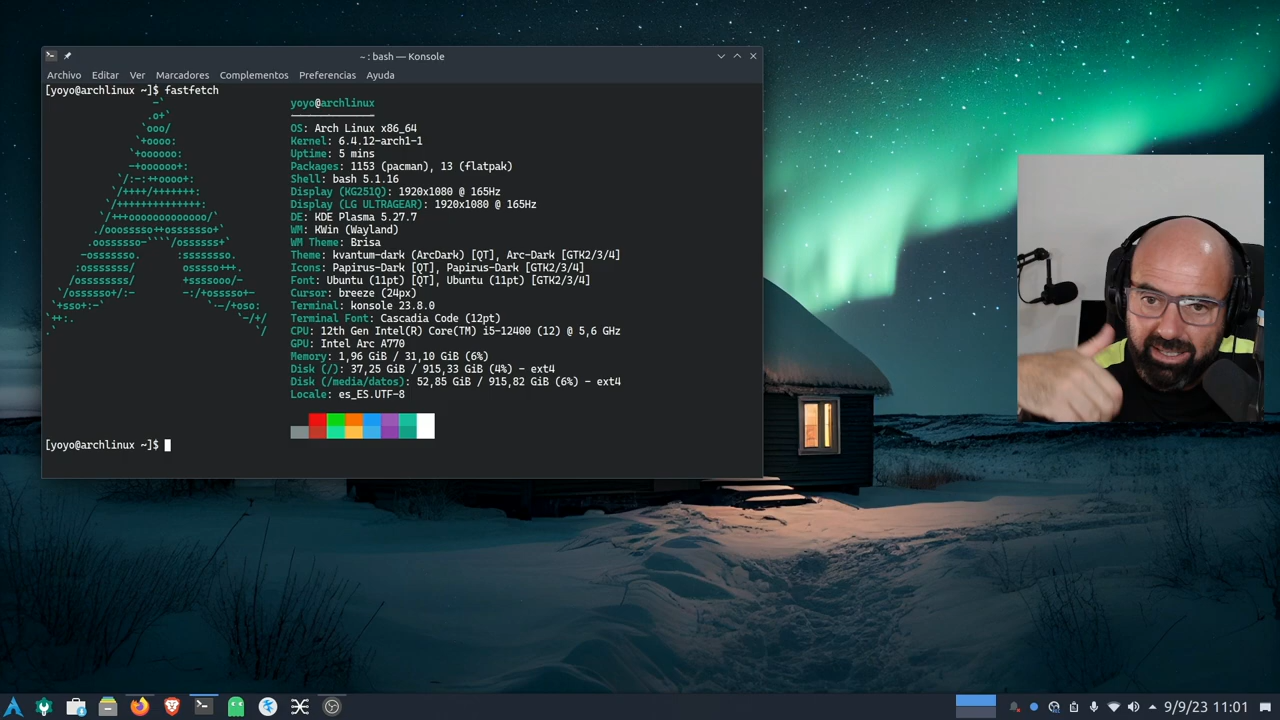 ~ : bash — Konsole
Archivo Editar Ver Marcadores Complementos Preferencias Ayuda
[yoyo@archlinux ~]$ fastfetch
yoyo@archlinux
OS: Arch Linux x86_64
Kernel: 6.4.12-arch1-1
Uptime: 5 mins
Packages: 1153 (pacman), 13 (flatpak)
Shell: bash 5.1.16
Display (KG251Q): 1920x1080 @ 165Hz
Display (LG ULTRAGEAR): 1920x1080 @ 165Hz
DE: KDE Plasma 5.27.7
WM: KWin (Wayland)
WM Theme: Brisa
Theme: kvantum-dark (ArcDark) [QT], Arc-Dark [GTK2/3/4]
Icons: Papirus-Dark [QT], Papirus-Dark [GTK2/3/4]
Font: Ubuntu (11pt) [QT], Ubuntu (11pt) [GTK2/3/4]
Cursor: breeze (24px)
Terminal: konsole 23.8.0
Terminal Font: Cascadia Code (12pt)
CPU: 12th Gen Intel(R) Core(TM) i5-12400 (12) @ 5,6 GHz
GPU: Intel Arc A770
Memory: 1,96 GiB / 31,10 GiB (6%)
Disk (/): 37,25 GiB / 915,33 GiB (4%) - ext4
Disk (/media/datos): 52,85 GiB / 915,82 GiB (6%) - ext4
Locale: es_ES.UTF-8
[yoyo@archlinux ~]$
9/9/23 11:01